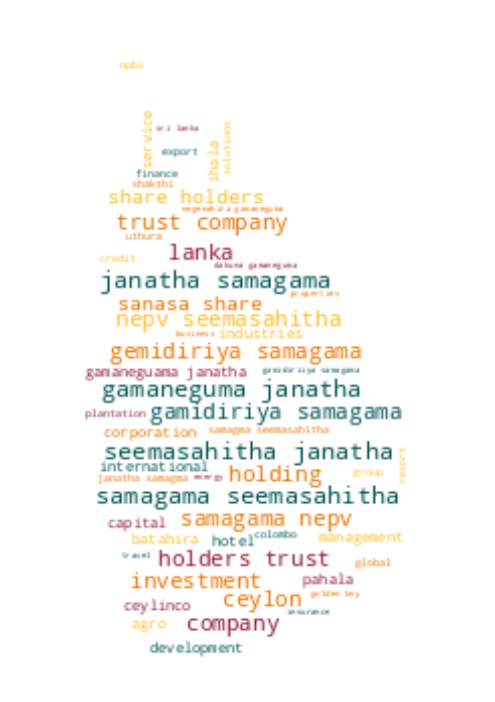 npbs
service
sri lanka
solutions
export
ihala
finance
shakthi
share holders
negenahira gamaneguma
trust company
uthura
lanka
credit
dakuna gamaneguma
janatha samagama
properties
sanasa share
nepv seemasahitha
business industries
gemidiriya samagama
gamaneguama janatha
gamidiriiya samagama
gamaneguma janatha
plantation gamidiriya samagama
corporation
samagma seemasahitha
seemasahitha janatha
international
resort
janatha samagma
energy
holding
group
samagama seemasahitha
capital
samagama nepv
batahira
hotel
colombo
management
travel
holders trust
global
investment
pahala
ceylon
golden key
ceylinco
insurance
agro
company
development